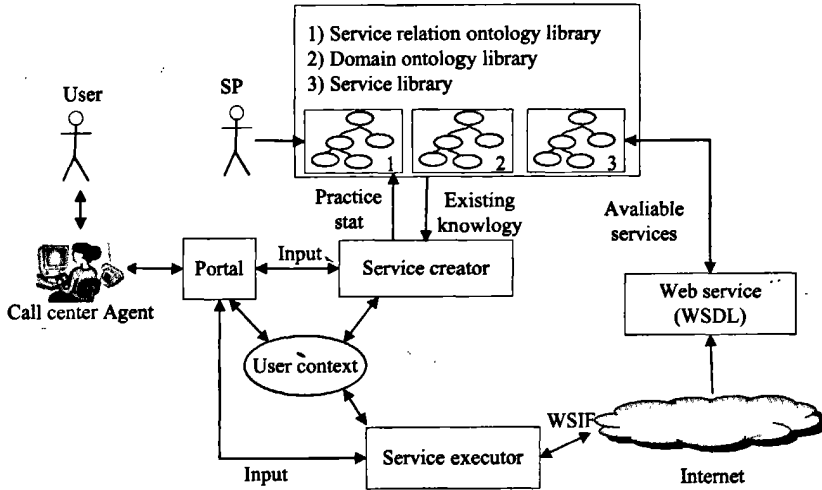 1) Service relation ontology library
2) Domain ontology library
3) Service library
User
SP
1
2
3
Practice
stat
Existing
knowlogy
Avaliable
services
Input
Portal
Service creator
Call center Agent
Web service
(WSDL)
User context
WSIF
Service executor
Input
Internet